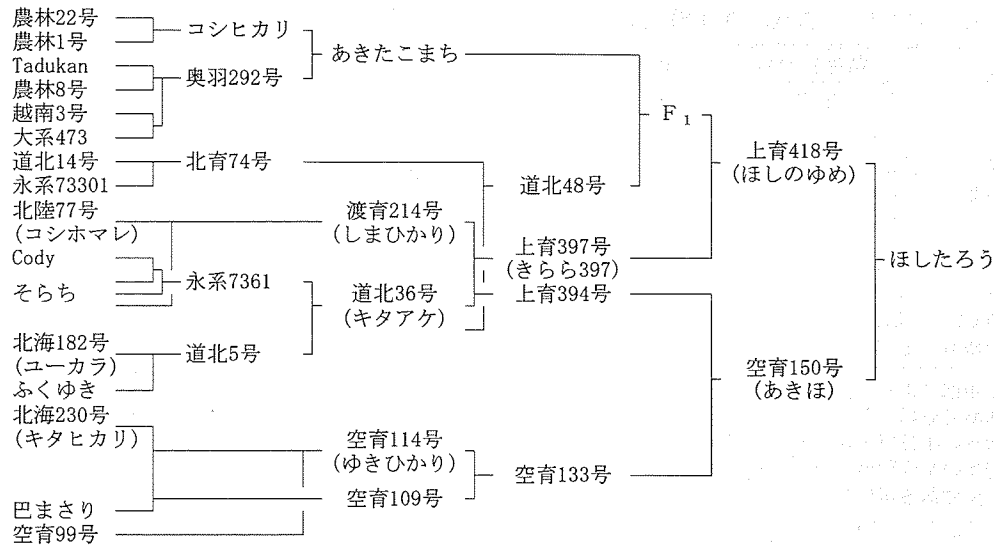 農林22号
農林1号
Tadukan
農林8号
越南3号
大系473
道北14号
永系73301
北陸77号
(コシホマレ)
Cody
そらち
北海182号
(ユーカラ)
ふくゆき
北海230号
(キタヒカリ)
巴まさり
空育99号
コシヒカリ
奥羽292号
北育74号
永系7361
道北5号
あきたこまち
渡育214号
(しまひかり)
道北36号
(キタアケ)
空育114号
(ゆきひかり)
空育109号
道北48号
上育397号
(きらら397)
上育394号
空育133号
F1
上育418号
(ほしのゆめ)
空育150号
(あきほ)
ほしたろう